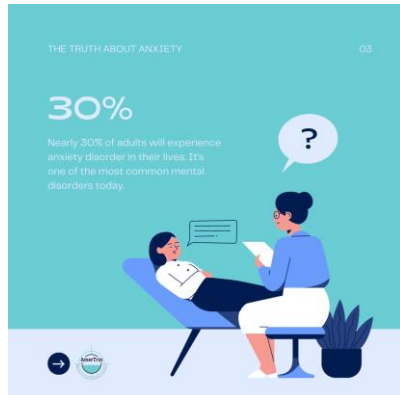 THE TRUTH ABOUT ANXIETY
03
30%
Nearly 30% of adults will experience
anxiety disorder in their lives. It's
one of the most common mental
disorders today.
?